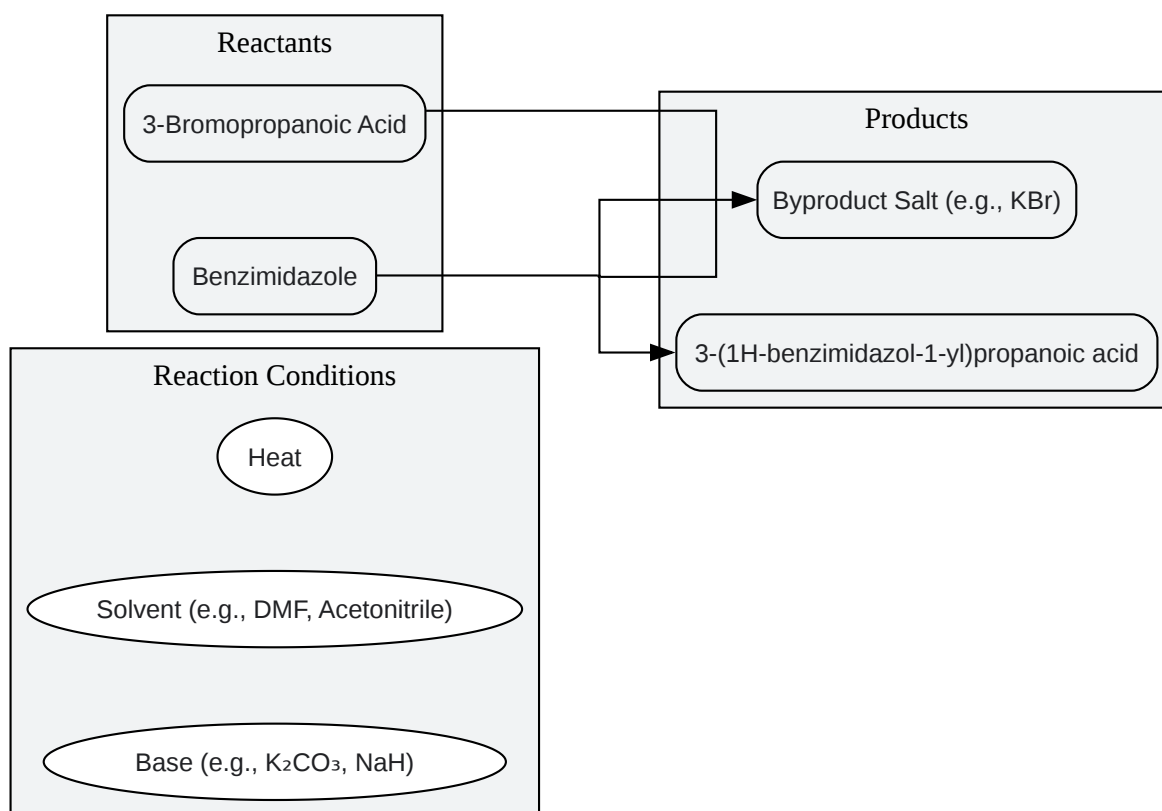 Reactants
3-Bromopropanoic Acid
Benzimidazole
Products
Byproduct Salt (e.g., KBr)
3-(1H-benzimidazol-1-yl)propanoic acid
Reaction Conditions
Heat
Solvent (e.g., DMF, Acetonitrile)
Base (e.g., K₂CO₃, NaH)